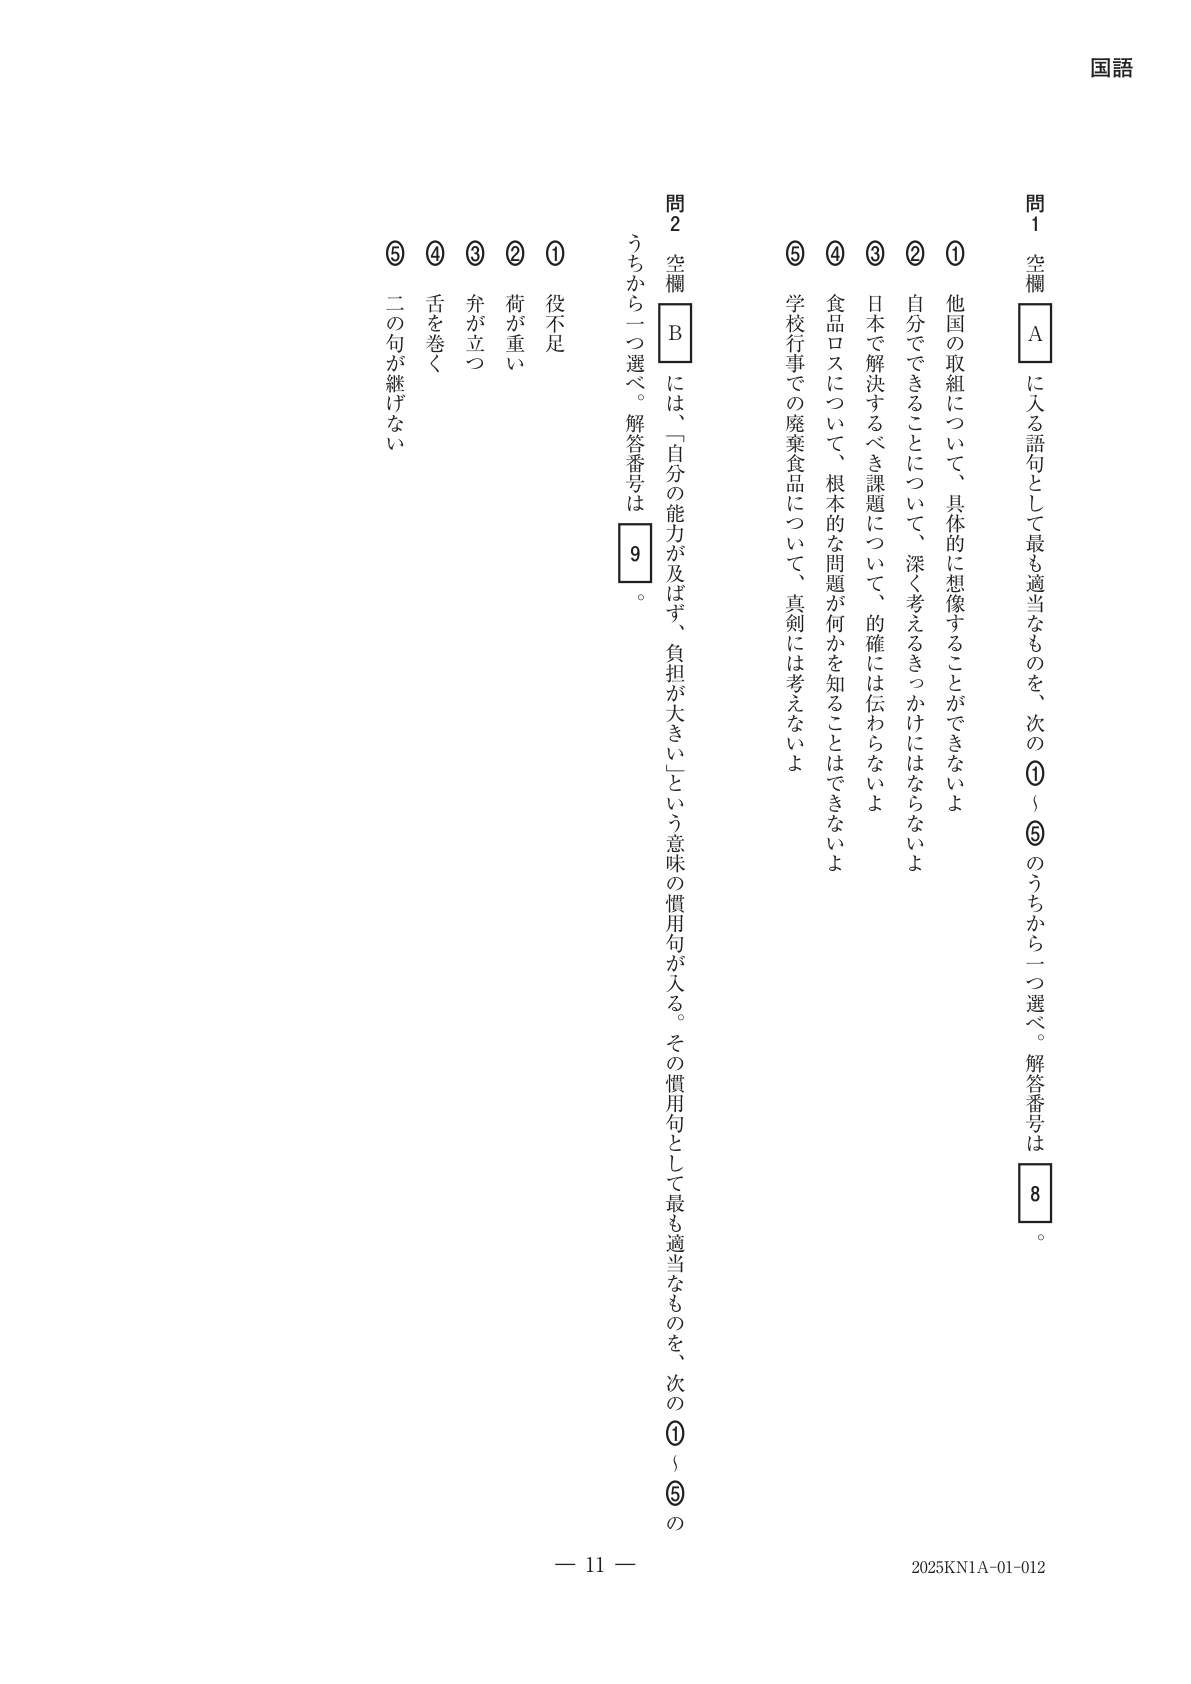 国語
問1 空欄 A に入る語句として最も適当なものを、次の①～⑤のうちから一つ選べ。解答番号は 8 。
① 他国の取組について、具体的に想像することができないよ
② 自分でできることについて、深く考えるきっかけにはならないよ
③ 日本で解決するべき課題について、的確には伝わらないよ
④ 食品ロスについて、根本的な問題が何かを知ることはできないよ
⑤ 学校行事での廃棄食品について、真剣には考えないよ
問2 空欄 B には、「自分の能力が及ばず、負担が大きい」という意味の慣用句が入る。その慣用句として最も適当なものを、次の①～⑤の
うちから一つ選べ。解答番号は 9 。
① 役不足
② 荷が重い
③ 弁が立つ
④ 舌を巻く
⑤ 二の句が継げない
— 11 —
2025KN1A-01-012